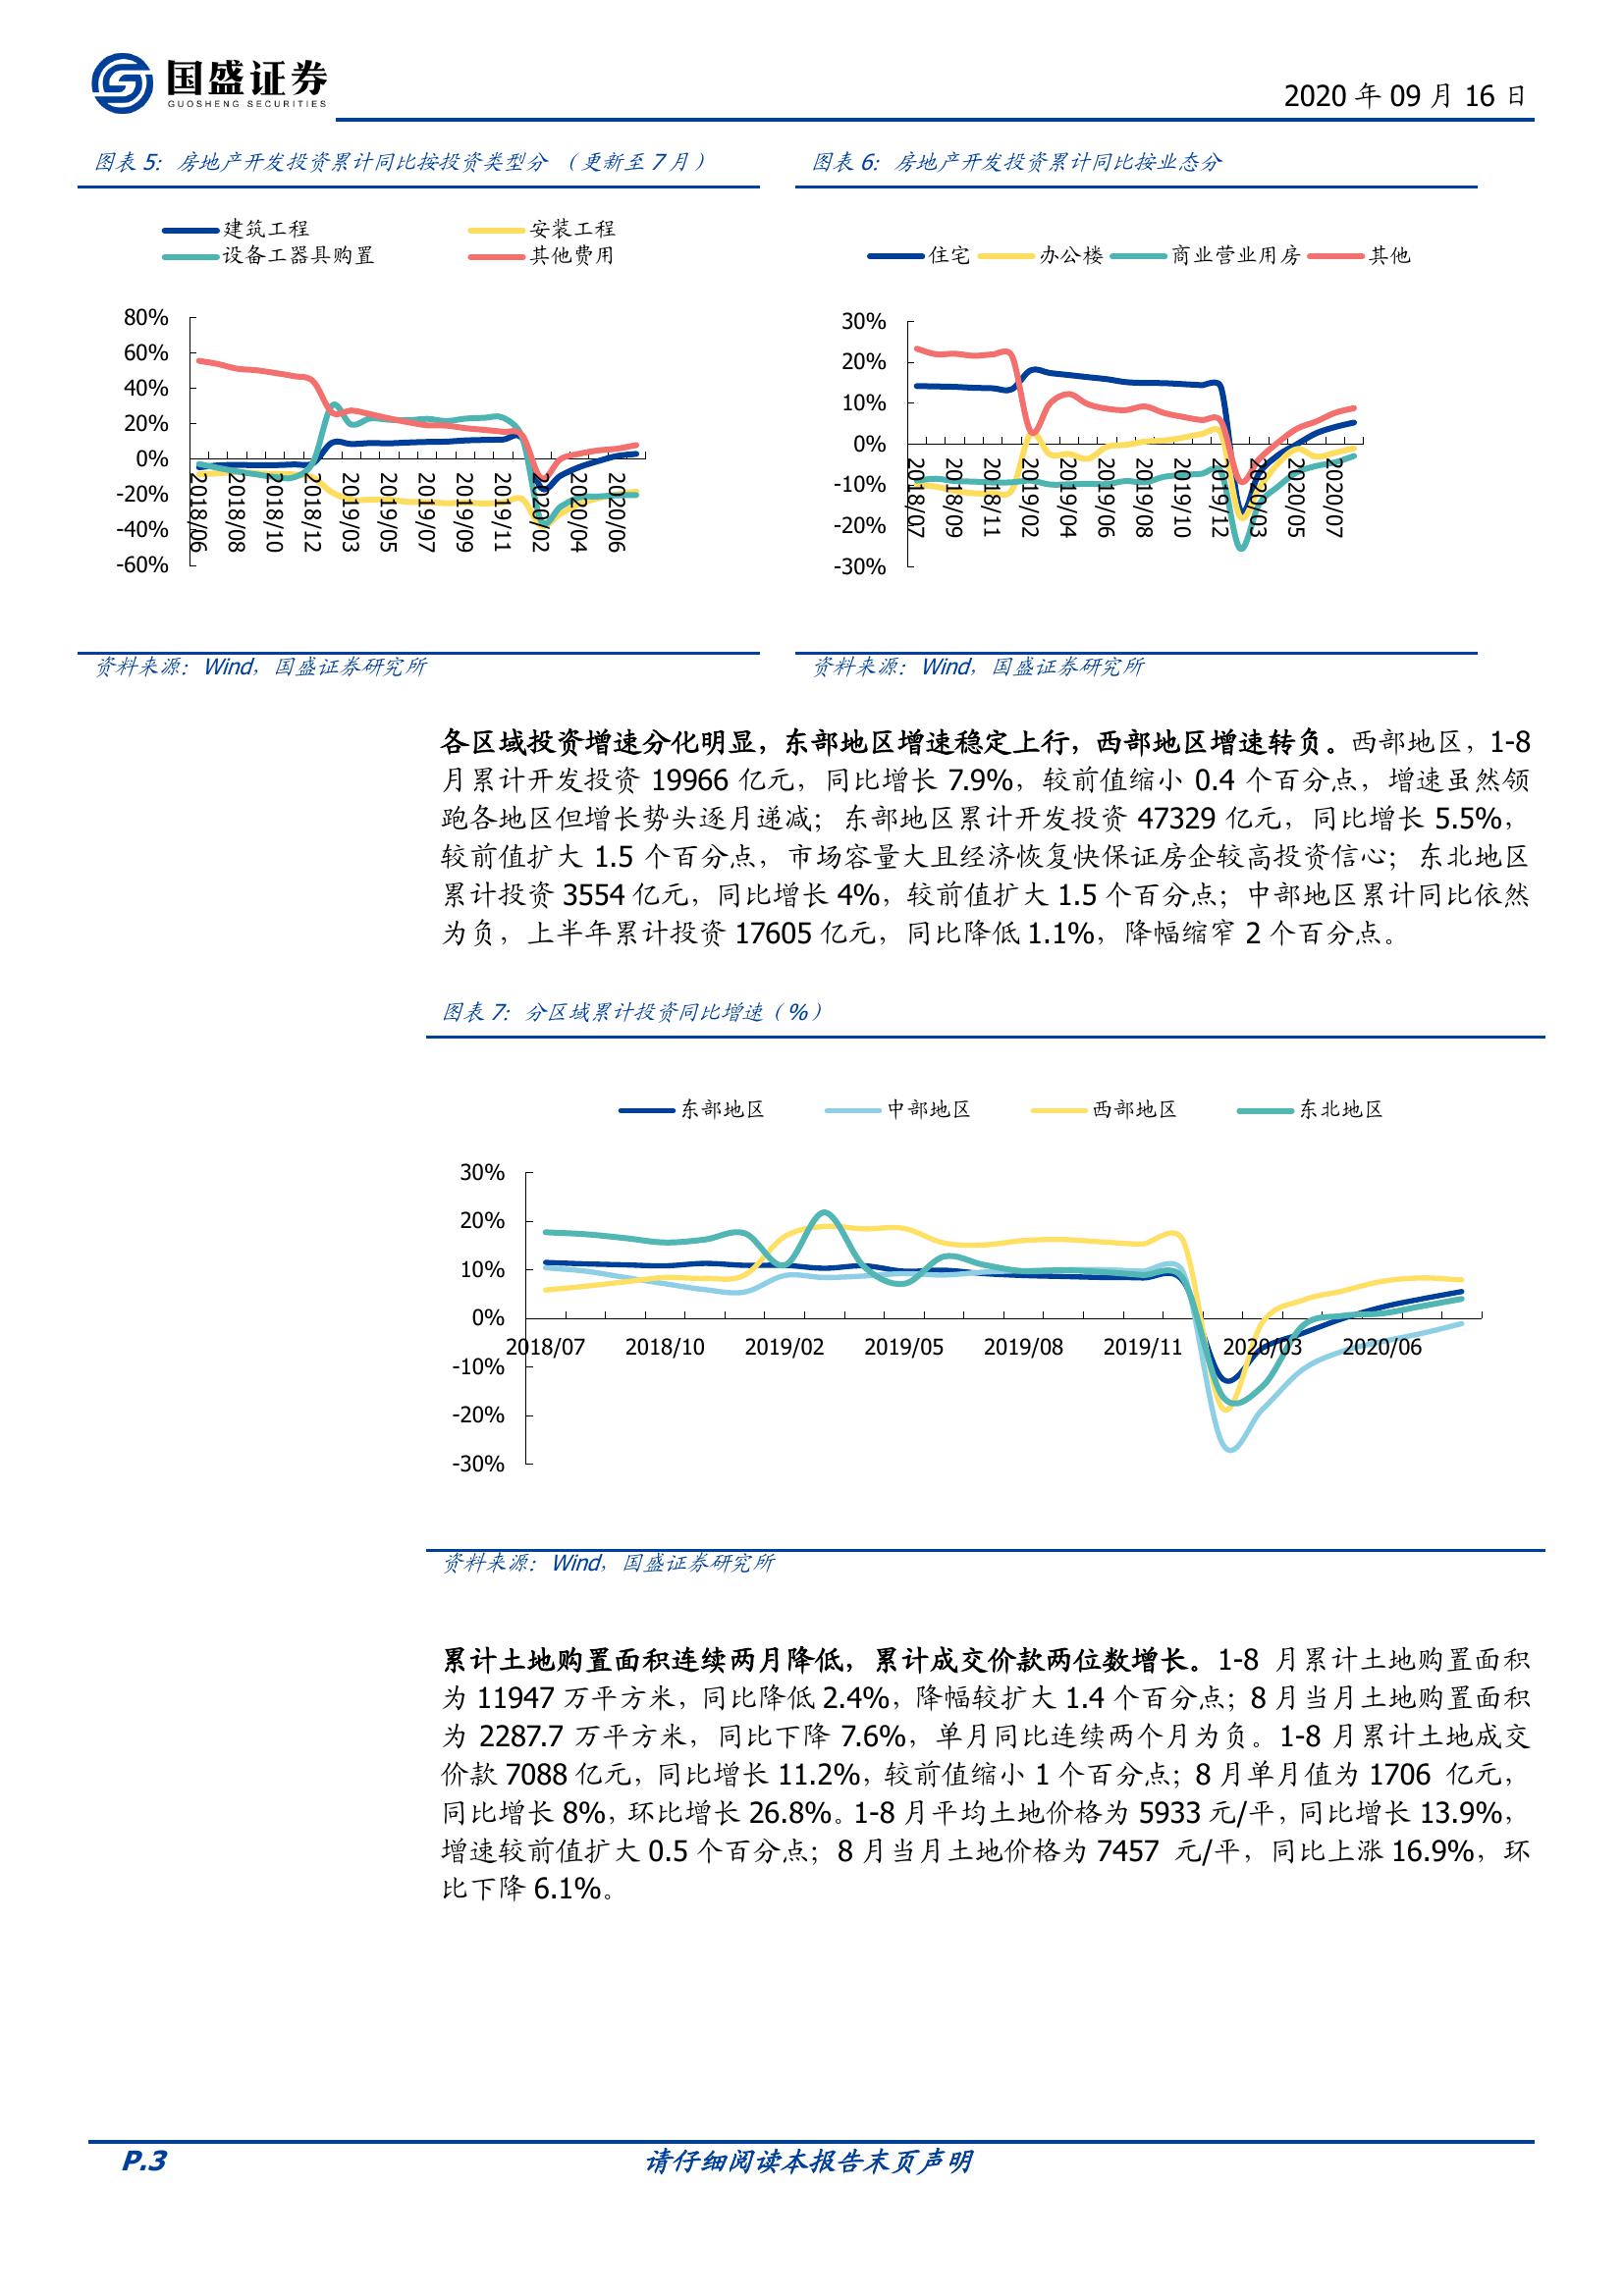 国盛证券
GUOSHENG SECURITIES
2020 年 09 月 16 日
图表 5：房地产开发投资累计同比按投资类型分 （更新至 7 月）
建筑工程 安装工程
设备工器具购置 其他费用
80%
60%
40%
20%
0%
-20%
-40%
-60%
2018/06 2018/08 2018/10 2018/12 2019/03 2019/05 2019/07 2019/09 2019/11 2020/02 2020/04 2020/06
资料来源：Wind，国盛证券研究所
图表 6：房地产开发投资累计同比按业态分
住宅 办公楼 商业营业用房 其他
30%
20%
10%
0%
-10%
-20%
-30%
2018/07 2018/09 2018/11 2019/02 2019/04 2019/06 2019/08 2019/10 2019/12 2020/03 2020/05 2020/07
资料来源：Wind，国盛证券研究所
各区域投资增速分化明显，东部地区增速稳定上行，西部地区增速转负。西部地区，1-8
月累计开发投资 19966 亿元，同比增长 7.9%，较前值缩小 0.4 个百分点，增速虽然领
跑各地区但增长势头逐月递减；东部地区累计开发投资 47329 亿元，同比增长 5.5%，
较前值扩大 1.5 个百分点，市场容量大且经济恢复快保证房企较高投资信心；东北地区
累计投资 3554 亿元，同比增长 4%，较前值扩大 1.5 个百分点；中部地区累计同比依然
为负，上半年累计投资 17605 亿元，同比降低 1.1%，降幅缩窄 2 个百分点。
图表 7：分区域累计投资同比增速（%）
东部地区 中部地区 西部地区 东北地区
30%
20%
10%
0%
-10%
-20%
-30%
2018/07 2018/10 2019/02 2019/05 2019/08 2019/11 2020/03 2020/06
资料来源：Wind，国盛证券研究所
累计土地购置面积连续两月降低，累计成交价款两位数增长。1-8 月累计土地购置面积
为 11947 万平方米，同比降低 2.4%，降幅较扩大 1.4 个百分点；8 月当月土地购置面积
为 2287.7 万平方米，同比下降 7.6%，单月同比连续两个月为负。1-8 月累计土地成交
价款 7088 亿元，同比增长 11.2%，较前值缩小 1 个百分点；8 月单月值为 1706 亿元，
同比增长 8%，环比增长 26.8%。1-8 月平均土地价格为 5933 元/平，同比增长 13.9%，
增速较前值扩大 0.5 个百分点；8 月当月土地价格为 7457 元/平，同比上涨 16.9%，环
比下降 6.1%。
P.3
请仔细阅读本报告末页声明